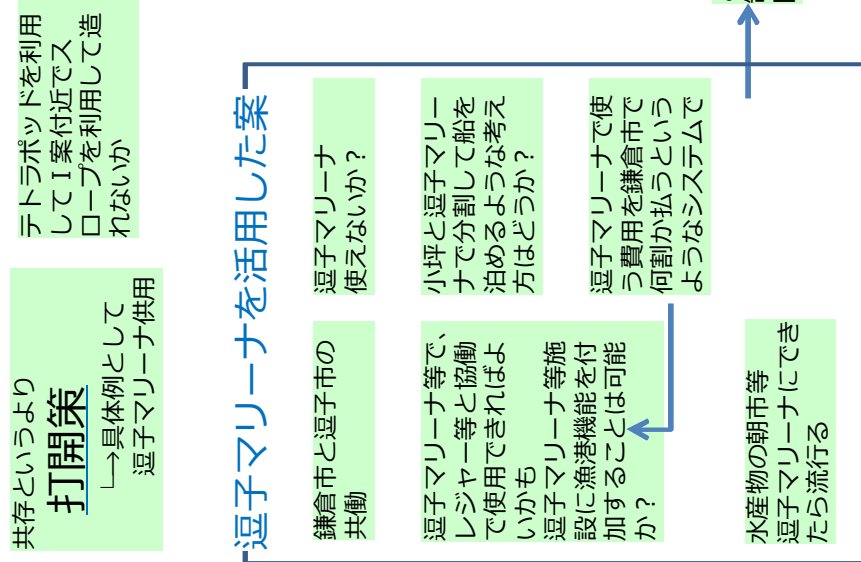 共存というより
打開策
└→具体例として
逗子マリーナ供用
テトラポッドを利用
してⅠ案付近でス
ロープを利用して造
れないか
逗子マリーナを活用した案
鎌倉市と逗子市の
共働
逗子マリーナ
使えないか？
逗子マリーナ等で、
レジャー等と協働
で使用できればよ
いかも
逗子マリーナ等施
設に漁港機能を付
加することは可能
か？
小坪と逗子マリー
ナで分割して船を
泊めるような考え
方はどうか？
逗子マリーナで使
う費用を鎌倉市で
何割か払うという
ようなシステムで
水産物の朝市等
逗子マリーナにでき
たら流行る